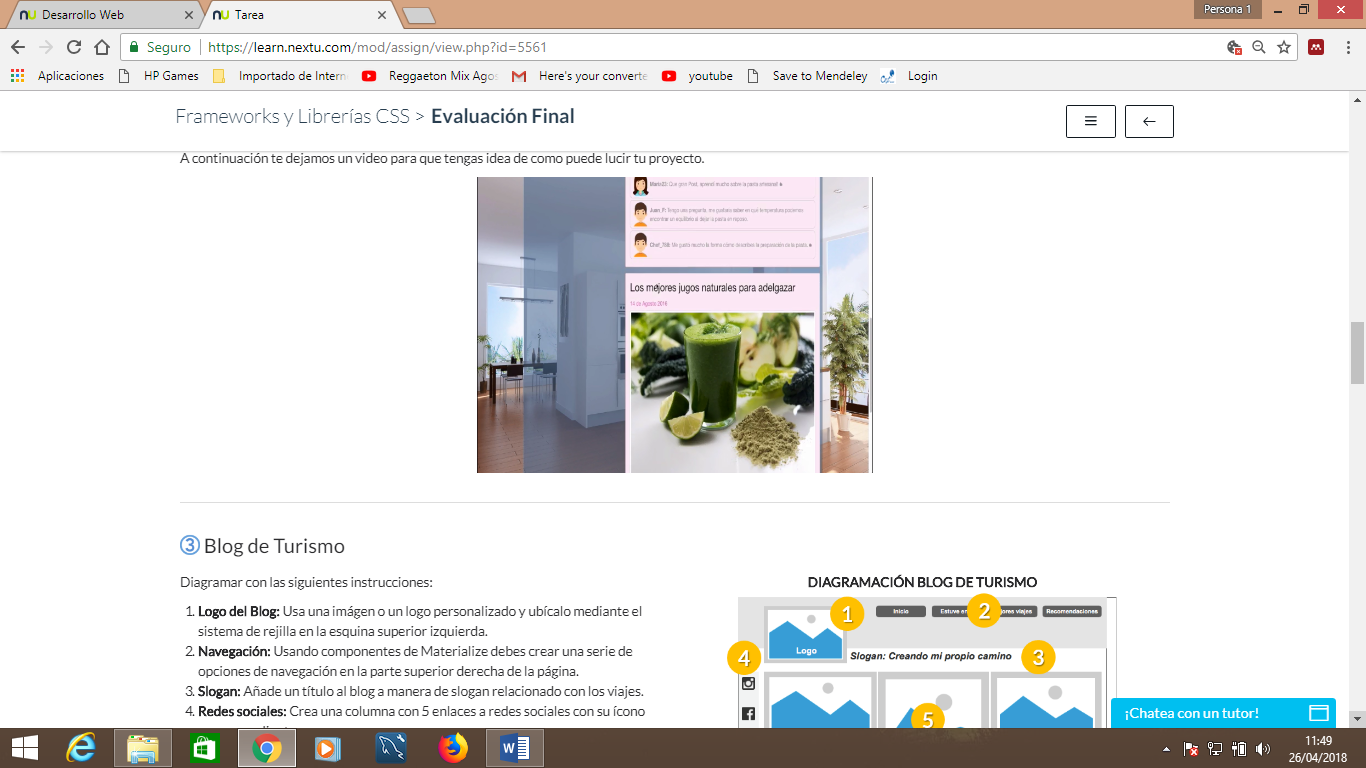 Desarrollo Web
Tarea
Persona 1
Seguro
https://learn.nextu.com/mod/assign/view.php?id=5561
Aplicaciones
HP Games
Importado de Intern
Reggaeton Mix Agos
Here's your converte
youtube
Save to Mendeley
Login
Frameworks y Librerías CSS > Evaluación Final
A continuación te dejamos un video para que tengas idea de como puede lucir tu proyecto.
Los mejores jugos naturales para adelgazar
14 de Agosto 2016
3 Blog de Turismo
Diagramar con las siguientes instrucciones:
1. Logo del Blog: Usa una imágen o un logo personalizado y ubícalo mediante el
sistema de rejilla en la esquina superior izquierda.
2. Navegación: Usando componentes de Materialize debes crear una serie de
opciones de navegación en la parte superior derecha de la página.
3. Slogan: Añade un título al blog a manera de slogan relacionado con los viajes.
4. Redes sociales: Crea una columna con 5 enlaces a redes sociales con su ícono
DIAGRAMACIÓN BLOG DE TURISMO
1
Inicio
Estuve en
2
Recomendaciones
Logo
4
Slogan: Creando mi propio camino
3
5
¡Chatea con un tutor!
11:49
26/04/2018